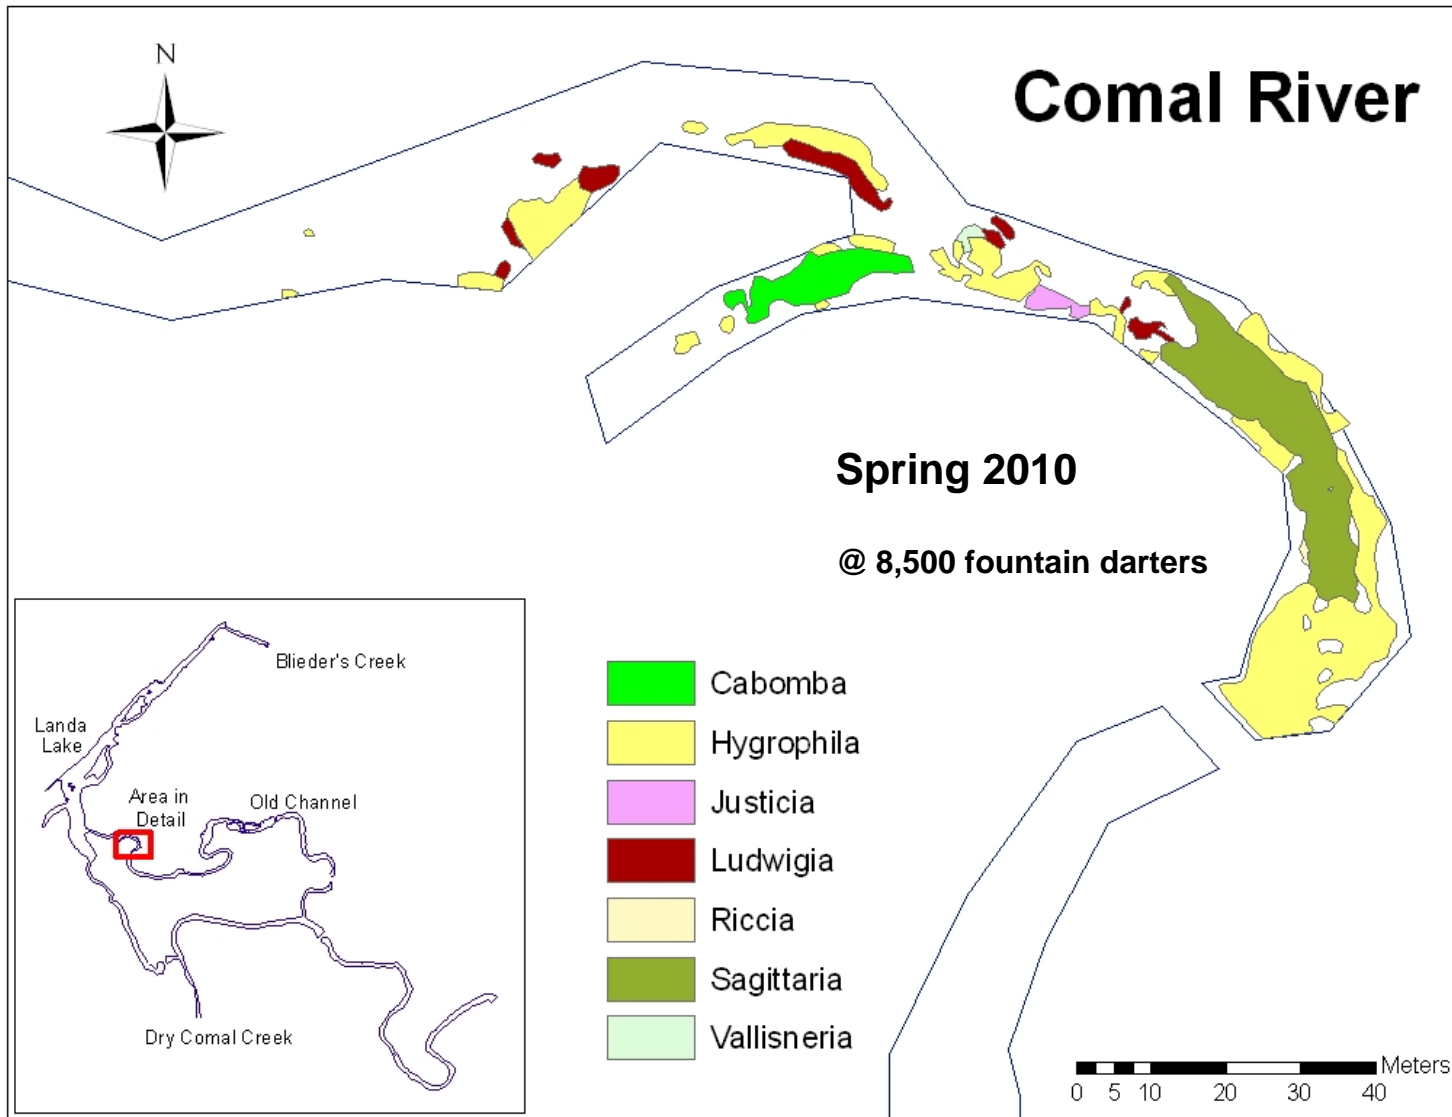 N
Comal River
Spring 2010
@ 8,500 fountain darters
Blieder's Creek
Landa
Lake
Area in
Detail
Old Channel
Dry Comal Creek
Cabomba
Hygrophila
Justicia
Ludwigia
Riccia
Sagittaria
Vallisneria
Meters
0 5 10 20 30 40